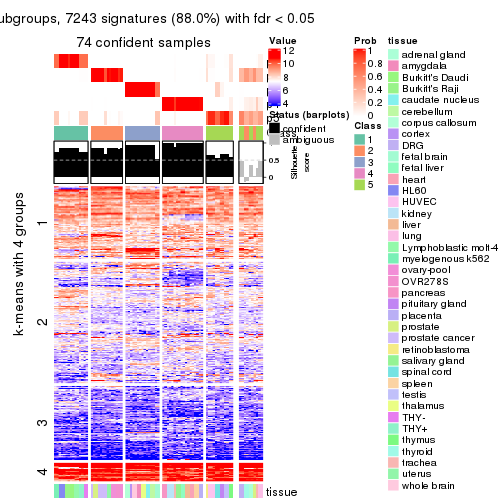 ubgroups, 7243 signatures (88.0%) with fdr < 0.05
74 confident samples
k-means with 4 groups
1
2
3
4
Value
12
10
8
6
4
Status (barplots)
confident
ambiguous
0.5
0
Silhouette
score
Prob
1
0.8
0.6
0.4
0.2
0
Class
1
2
3
4
5
tissue
tissue
adrenal gland
amygdala
Burkitt's Daudi
Burkitt's Raji
caudate nucleus
cerebellum
corpus callosum
cortex
DRG
fetal brain
fetal liver
heart
HL60
HUVEC
kidney
liver
lung
Lymphoblastic molt-4
myelogenous k562
ovary-pool
OVR278S
pancreas
pituitary gland
placenta
prostate
prostate cancer
retinoblastoma
salivary gland
spinal cord
spleen
testis
thalamus
THY-
THY+
thymus
thyroid
trachea
uterus
whole brain